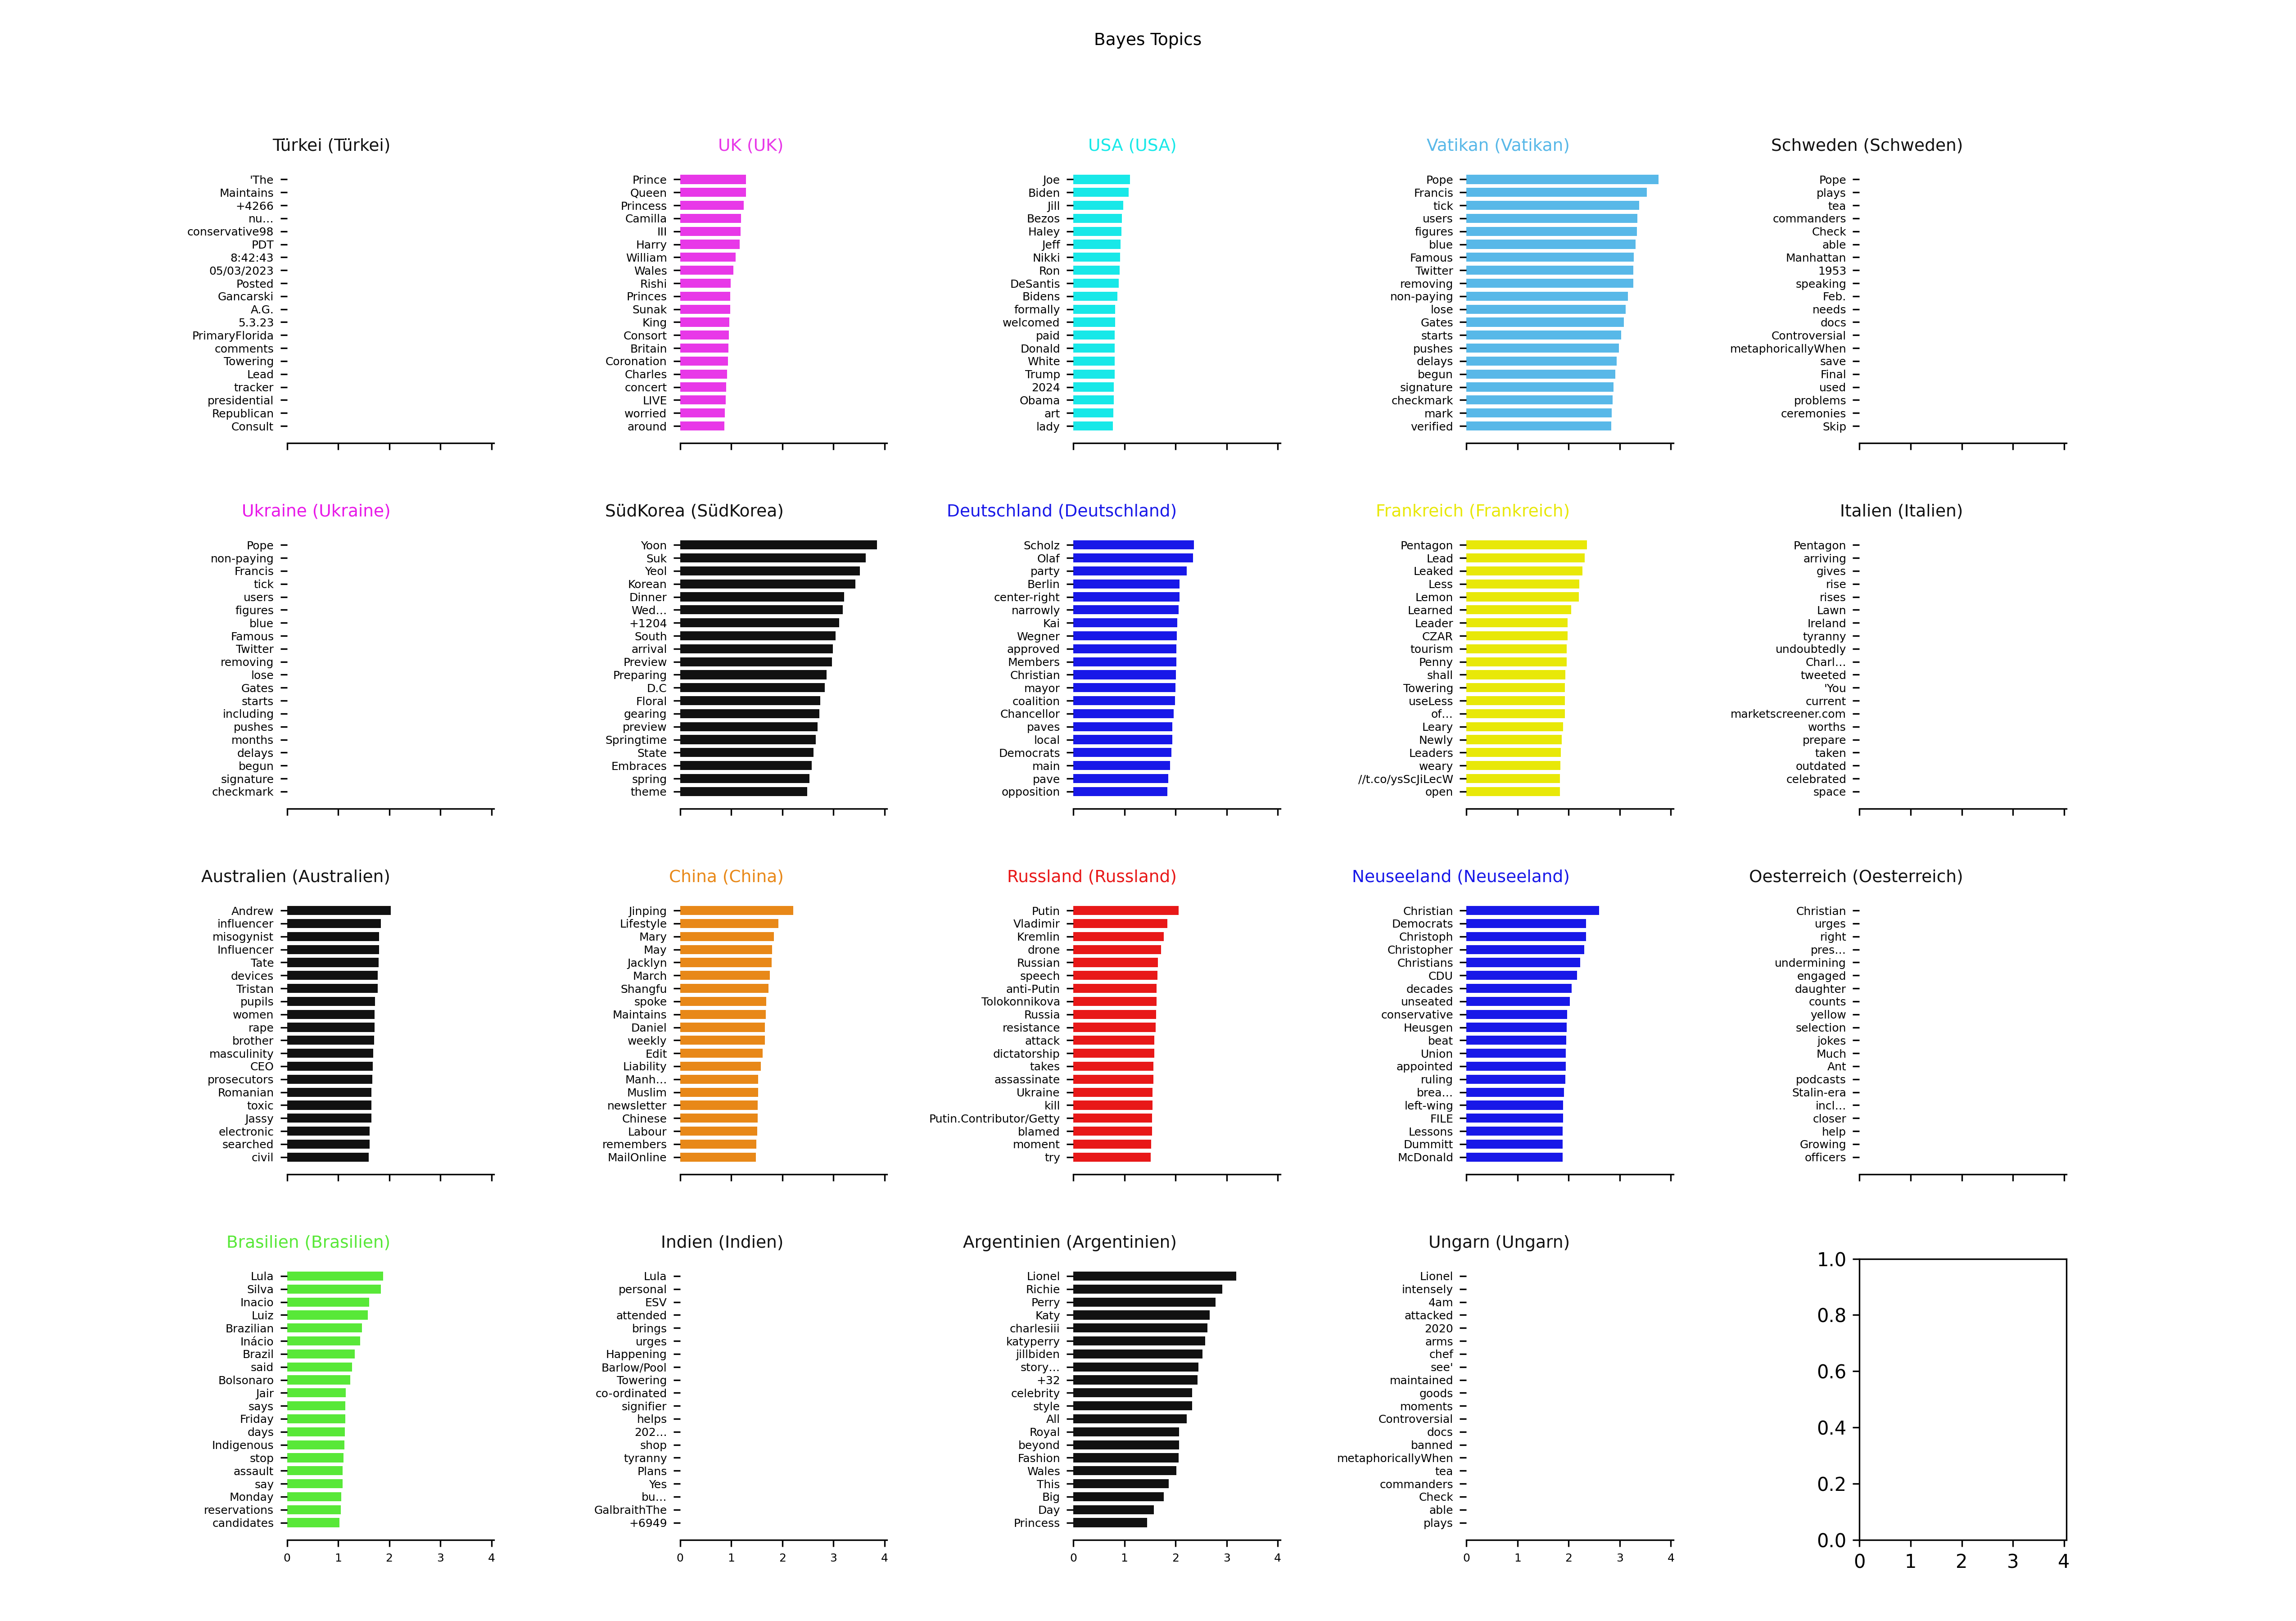 Bayes Topics
Türkei (Türkei)
'The
Maintains
+4266
nu...
conservative98
PDT
8:42:43
05/03/2023
Posted
Gancarski
A.G.
5.3.23
PrimaryFlorida
comments
Towering
Lead
tracker
presidential
Republican
Consult
UK (UK)
Prince
Queen
Princess
Camilla
III
Harry
William
Wales
Rishi
Princes
Sunak
King
Consort
Britain
Coronation
Charles
concert
LIVE
worried
around
USA (USA)
Joe
Biden
Jill
Bezos
Haley
Jeff
Nikki
Ron
DeSantis
Bidens
formally
welcomed
paid
Donald
White
Trump
2024
Obama
art
lady
Vatikan (Vatikan)
Pope
Francis
tick
users
figures
blue
Famous
Twitter
removing
non-paying
lose
Gates
starts
pushes
delays
begun
signature
checkmark
mark
verified
Schweden (Schweden)
Pope
plays
tea
commanders
Check
able
Manhattan
1953
speaking
Feb.
needs
docs
Controversial
metaphoricallyWhen
save
Final
used
problems
ceremonies
Skip
Ukraine (Ukraine)
Pope
non-paying
Francis
tick
users
figures
blue
Famous
Twitter
removing
lose
Gates
starts
including
pushes
months
delays
begun
signature
checkmark
SüdKorea (SüdKorea)
Yoon
Suk
Yeol
Korean
Dinner
Wed...
+1204
South
arrival
Preview
Preparing
D.C
Floral
gearing
preview
Springtime
State
Embraces
spring
theme
Deutschland (Deutschland)
Scholz
Olaf
party
Berlin
center-right
narrowly
Kai
Wegner
approved
Members
Christian
mayor
coalition
Chancellor
paves
local
Democrats
main
pave
opposition
Frankreich (Frankreich)
Pentagon
Lead
Leaked
Less
Lemon
Learned
Leader
CZAR
tourism
Penny
shall
Towering
useLess
of...
Leary
Newly
Leaders
weary
//t.co/ysScJiLecW
open
Italien (Italien)
Pentagon
arriving
gives
rise
rises
Lawn
Ireland
tyranny
undoubtedly
Charl...
tweeted
'You
current
marketscreener.com
worths
prepare
taken
outdated
celebrated
space
Australien (Australien)
Andrew
influencer
misogynist
Influencer
Tate
devices
Tristan
pupils
women
rape
brother
masculinity
CEO
prosecutors
Romanian
toxic
Jassy
electronic
searched
civil
China (China)
Jinping
Lifestyle
Mary
May
Jacklyn
March
Shangfu
spoke
Maintains
Daniel
weekly
Edit
Liability
Manh...
Muslim
newsletter
Chinese
Labour
remembers
MailOnline
Russland (Russland)
Putin
Vladimir
Kremlin
drone
Russian
speech
anti-Putin
Tolokonnikova
Russia
resistance
attack
dictatorship
takes
assassinate
Ukraine
kill
Putin.Contributor/Getty
blamed
moment
try
Neuseeland (Neuseeland)
Christian
Democrats
Christoph
Christopher
Christians
CDU
decades
unseated
conservative
Heusgen
beat
Union
appointed
ruling
brea...
left-wing
FILE
Lessons
Dummitt
McDonald
Oesterreich (Oesterreich)
Christian
urges
right
pres...
undermining
engaged
daughter
counts
yellow
selection
jokes
Much
Ant
podcasts
Stalin-era
incl...
closer
help
Growing
officers
Brasilien (Brasilien)
Lula
Silva
Inacio
Luiz
Brazilian
Inácio
Brazil
said
Bolsonaro
Jair
says
Friday
days
Indigenous
stop
assault
say
Monday
reservations
candidates
0 1 2 3 4
Indien (Indien)
Lula
personal
ESV
attended
brings
urges
Happening
Barlow/Pool
Towering
co-ordinated
signifier
helps
202...
shop
tyranny
Plans
Yes
bu...
GalbraithThe
+6949
0 1 2 3 4
Argentinien (Argentinien)
Lionel
Richie
Perry
Katy
charlesiii
katyperry
jillbiden
story...
+32
celebrity
style
All
Royal
beyond
Fashion
Wales
This
Big
Day
Princess
0 1 2 3 4
Ungarn (Ungarn)
Lionel
intensely
4am
attacked
2020
arms
chef
see'
maintained
goods
moments
Controversial
docs
banned
metaphoricallyWhen
tea
commanders
Check
able
plays
0 1 2 3 4
1.0
0.8
0.6
0.4
0.2
0.0
0 1 2 3 4